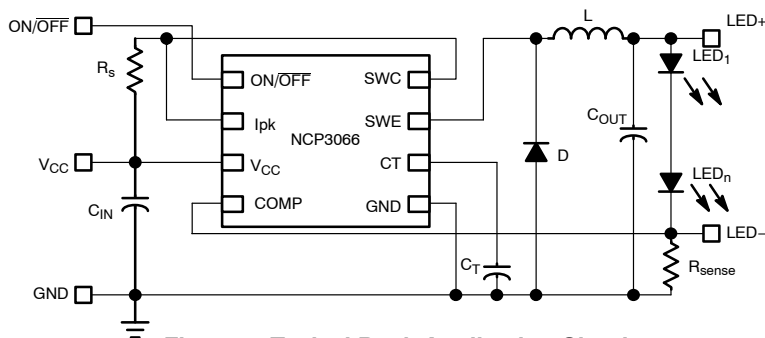 ON/OFF
L
LED+
Rs
ON/OFF
SWC
LED1
Ipk
NCP3066
SWE
COUT
VCC
VCC
CT
D
CIN
COMP
GND
LEDn
LED–
CT
Rsense
GND